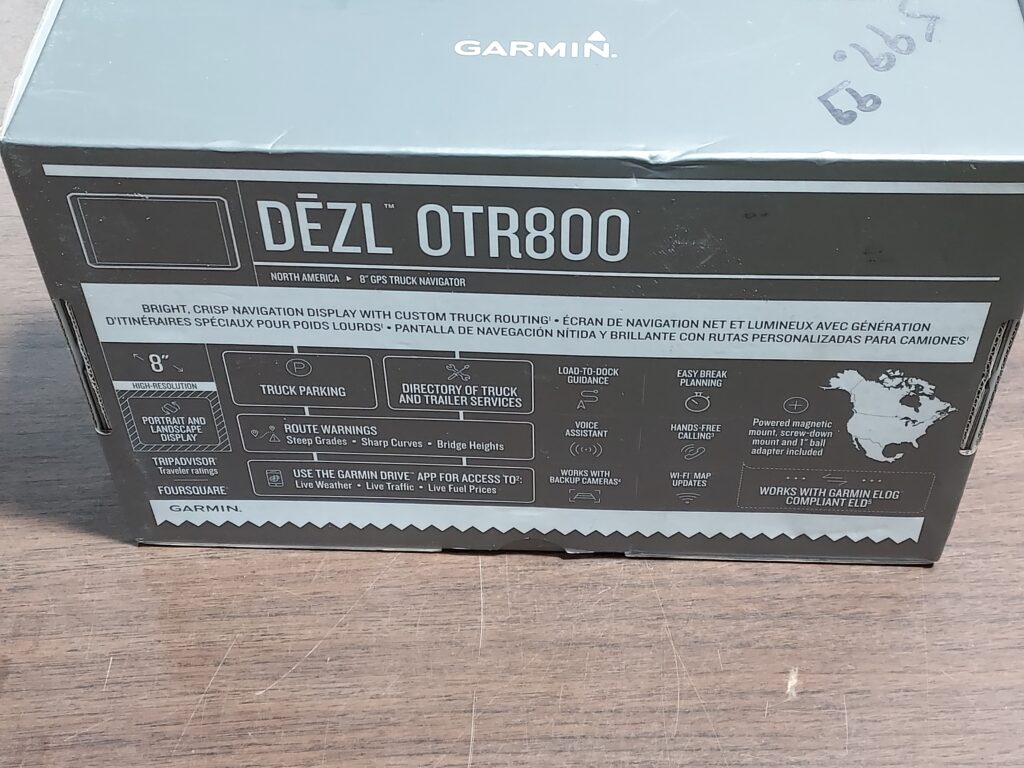 GARMIN.
DĒZL™ OTR800
NORTH AMERICA ▸ 8" GPS TRUCK NAVIGATOR
BRIGHT, CRISP NAVIGATION DISPLAY WITH CUSTOM TRUCK ROUTING¹ • ÉCRAN DE NAVIGATION NET ET LUMINEUX AVEC GÉNÉRATION
D'ITINÉRAIRES SPÉCIAUX POUR POIDS LOURDS¹ • PANTALLA DE NAVEGACIÓN NÍTIDA Y BRILLANTE CON RUTAS PERSONALIZADAS PARA CAMIONES¹
8"
HIGH-RESOLUTION
PORTRAIT AND
LANDSCAPE
DISPLAY
TRIPADVISOR®
Traveler ratings
FOURSQUARE®
P
TRUCK PARKING
DIRECTORY OF TRUCK
AND TRAILER SERVICES
ROUTE WARNINGS
Steep Grades • Sharp Curves • Bridge Heights
USE THE GARMIN DRIVE™ APP FOR ACCESS TO²:
Live Weather • Live Traffic • Live Fuel Prices
LOAD-TO-DOCK
GUIDANCE
A
VOICE
ASSISTANT
WORKS WITH
BACKUP CAMERAS⁴
EASY BREAK
PLANNING
HANDS-FREE
CALLING³
WI-FI® MAP
UPDATES
Powered magnetic
mount, screw-down
mount and 1" ball
adapter included
WORKS WITH GARMIN ELOG™
COMPLIANT ELD⁵
GARMIN.